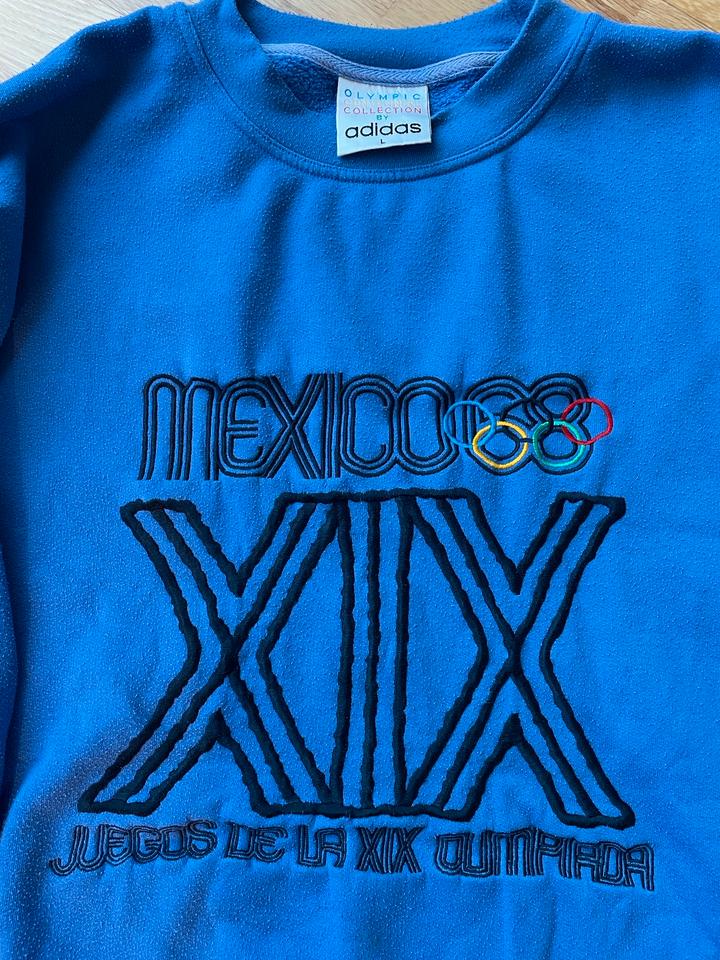 OLYMPIC
COLLECTION
BY
adidas
L
MEXICO68
XIX
JUEGOS DE LA XIX OLIMPIADA